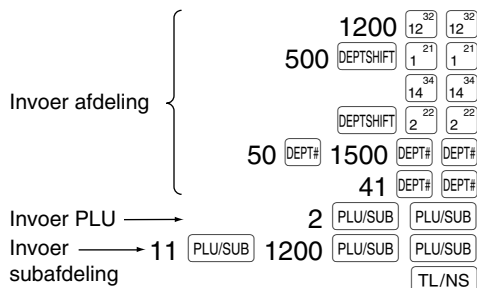 1200 12 32 12 32
500 DEPTSHIFT 1 21 1 21
14 34 14 34
Invoer afdeling
DEPTSHIFT 2 22 2 22
50 DEPT# 1500 DEPT# DEPT#
41 DEPT# DEPT#
Invoer PLU 2 PLU/SUB PLU/SUB
Invoer 11 PLU/SUB 1200 PLU/SUB PLU/SUB
subafdeling
TL/NS